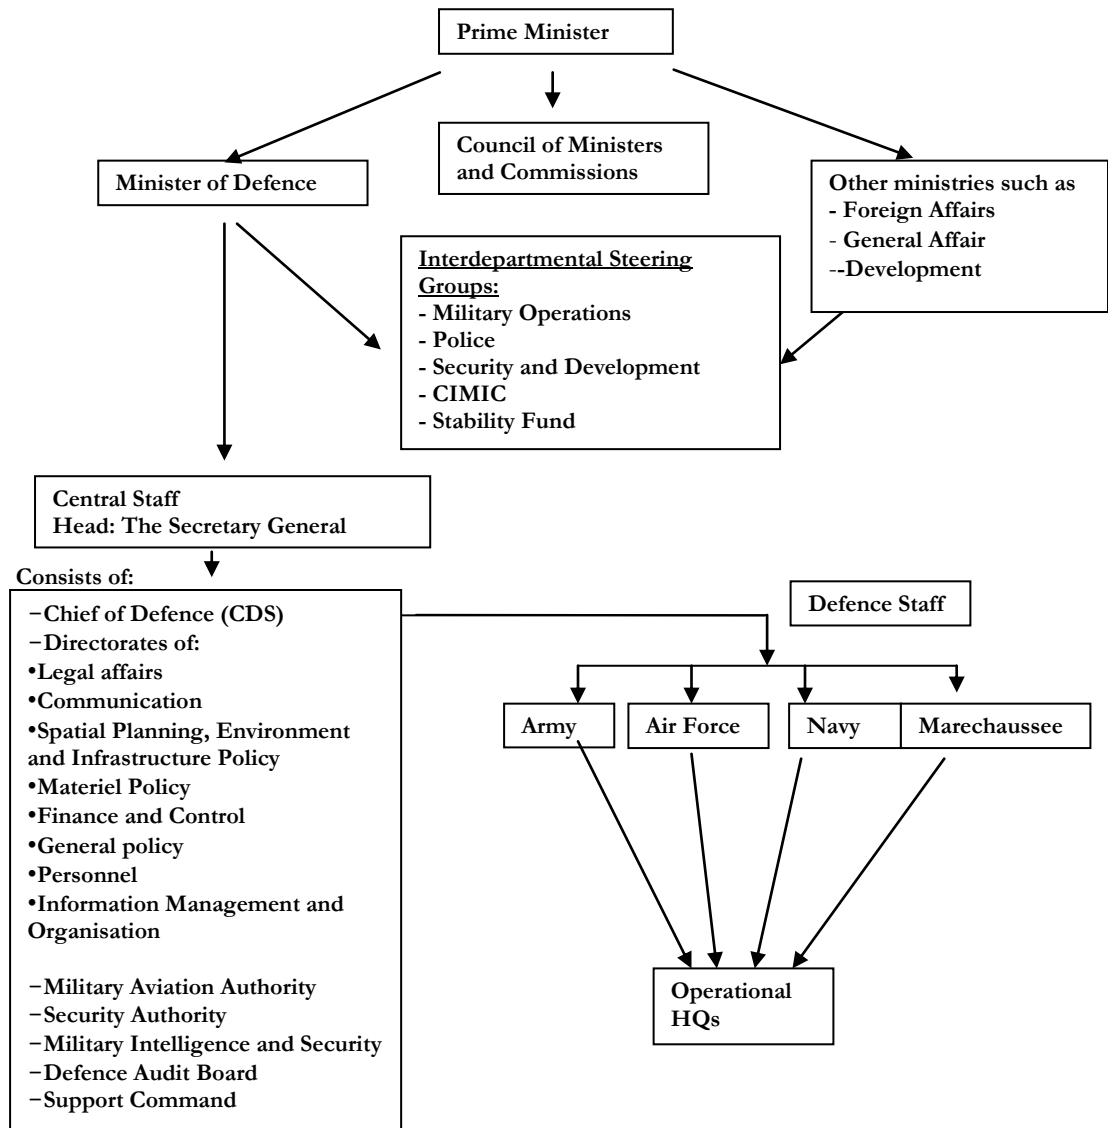 Prime Minister
Council of Ministers
and Commissions
Minister of Defence
Other ministries such as
- Foreign Affairs
- General Affair
--Development
Interdepartmental Steering
Groups:
- Military Operations
- Police
- Security and Development
- CIMIC
- Stability Fund
Central Staff
Head: The Secretary General
Consists of:
−Chief of Defence (CDS)
−Directorates of:
•Legal affairs
•Communication
•Spatial Planning, Environment
and Infrastructure Policy
•Materiel Policy
•Finance and Control
•General policy
•Personnel
•Information Management and
Organisation
−Military Aviation Authority
−Security Authority
−Military Intelligence and Security
−Defence Audit Board
−Support Command
Defence Staff
Army
Air Force
Navy
Marechaussee
Operational
HQs